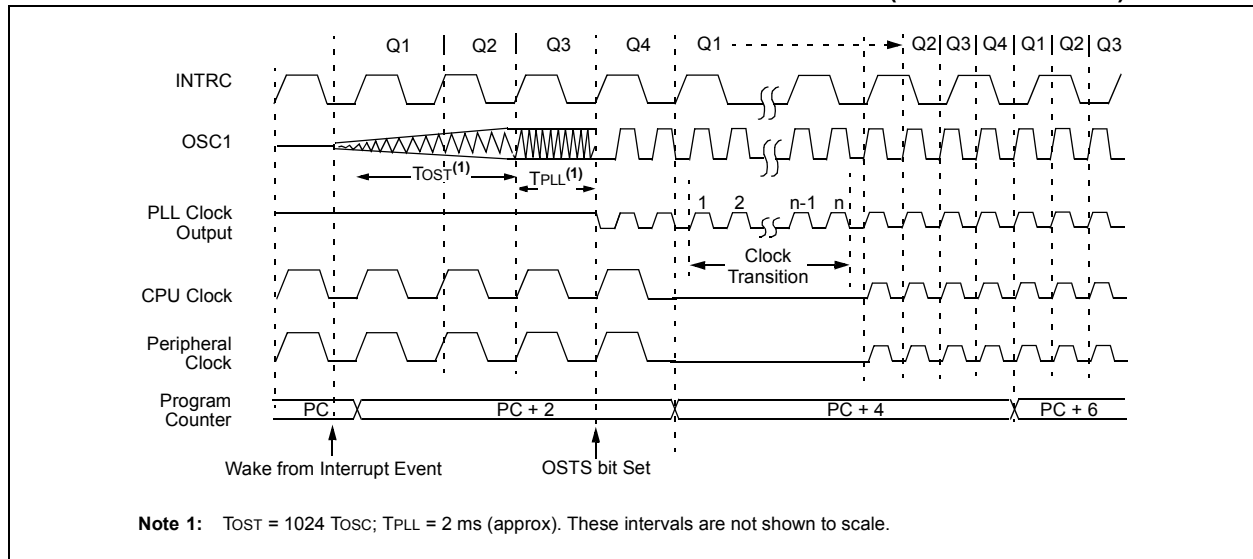 Q1 Q2 Q3 Q4 Q1 Q2 Q3 Q4 Q1 Q2 Q3
INTRC
OSC1
TOST(1) TPLL(1)
PLL Clock
Output
1 2 n-1 n
Clock
Transition
CPU Clock
Peripheral
Clock
Program
Counter
PC PC + 2 PC + 4 PC + 6
Wake from Interrupt Event OSTS bit Set
Note 1: TOST = 1024 TOSC; TPLL = 2 ms (approx). These intervals are not shown to scale.